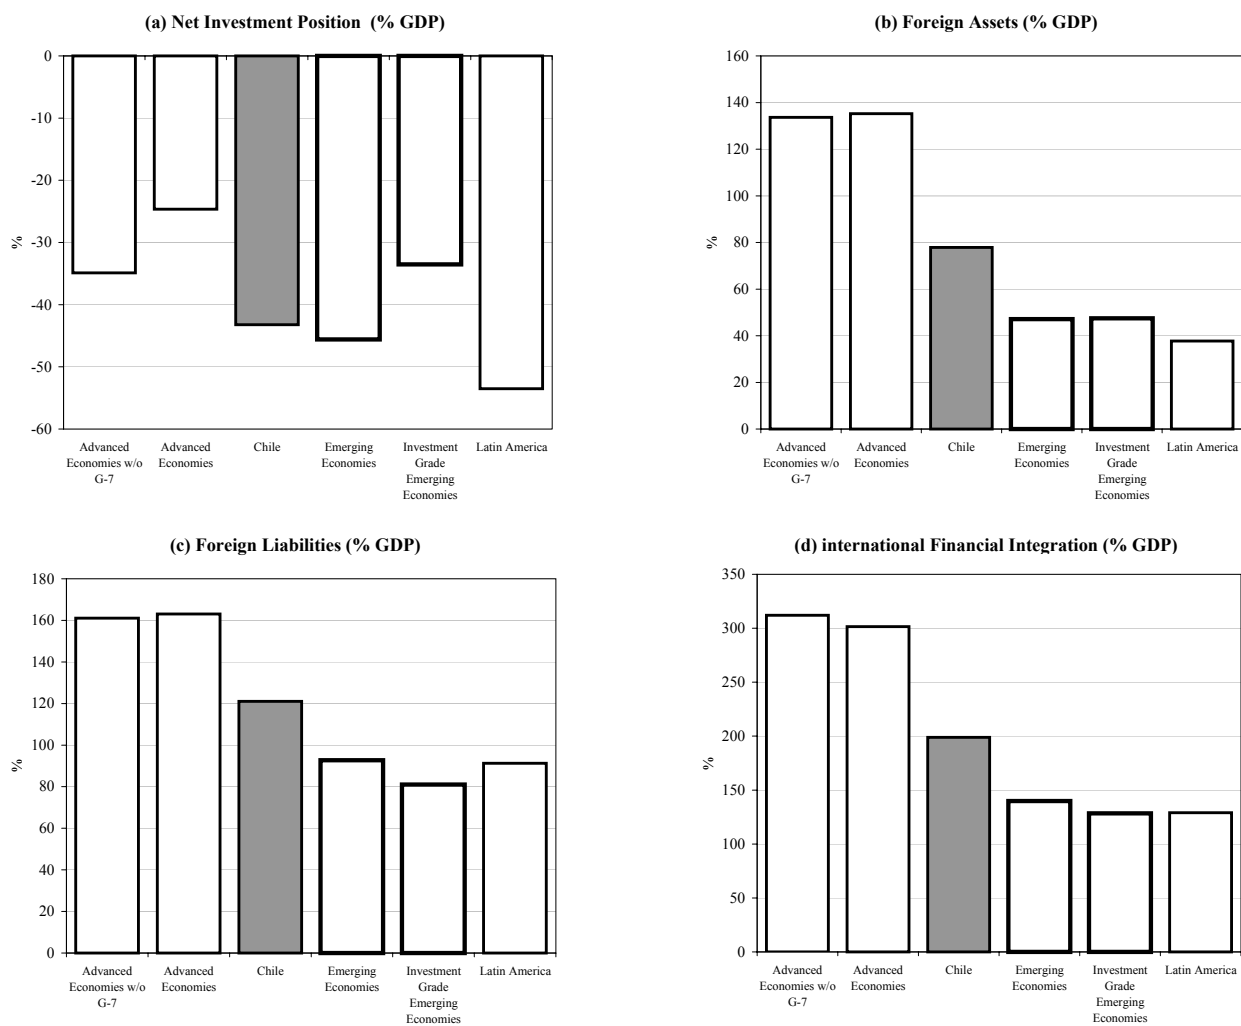 (a) Net Investment Position (% GDP)
0
-10
-20
-30
-40
-50
-60
%
Advanced
Economies w/o
G-7
Advanced
Economies
Chile
Emerging
Economies
Investment
Grade
Emerging
Economies
Latin America
(b) Foreign Assets (% GDP)
160
140
120
100
80
60
40
20
0
%
Advanced
Economies w/o
G-7
Advanced
Economies
Chile
Emerging
Economies
Investment
Grade
Emerging
Economies
Latin America
(c) Foreign Liabilities (% GDP)
180
160
140
120
100
80
60
40
20
0
%
Advanced
Economies w/o
G-7
Advanced
Economies
Chile
Emerging
Economies
Investment
Grade
Emerging
Economies
Latin America
(d) international Financial Integration (% GDP)
350
300
250
200
150
100
50
0
%
Advanced
Economies w/o
G-7
Advanced
Economies
Chile
Emerging
Economies
Investment
Grade
Emerging
Economies
Latin America